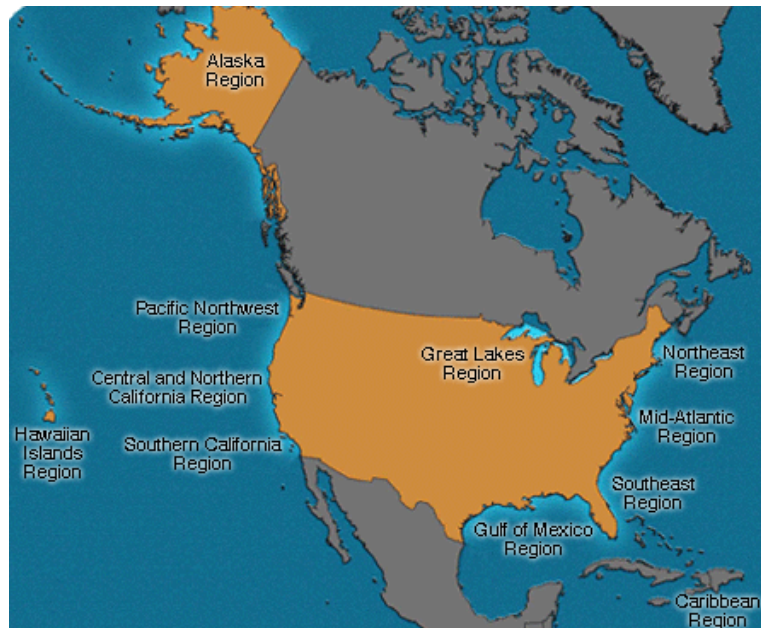 Alaska
Region
Pacific Northwest
Region
Great Lakes
Region
Northeast
Region
Central and Northern
California Region
Mid-Atlantic
Region
Hawaiian
Islands
Region
Southern California
Region
Southeast
Region
Gulf of Mexico
Region
Caribbean
Region